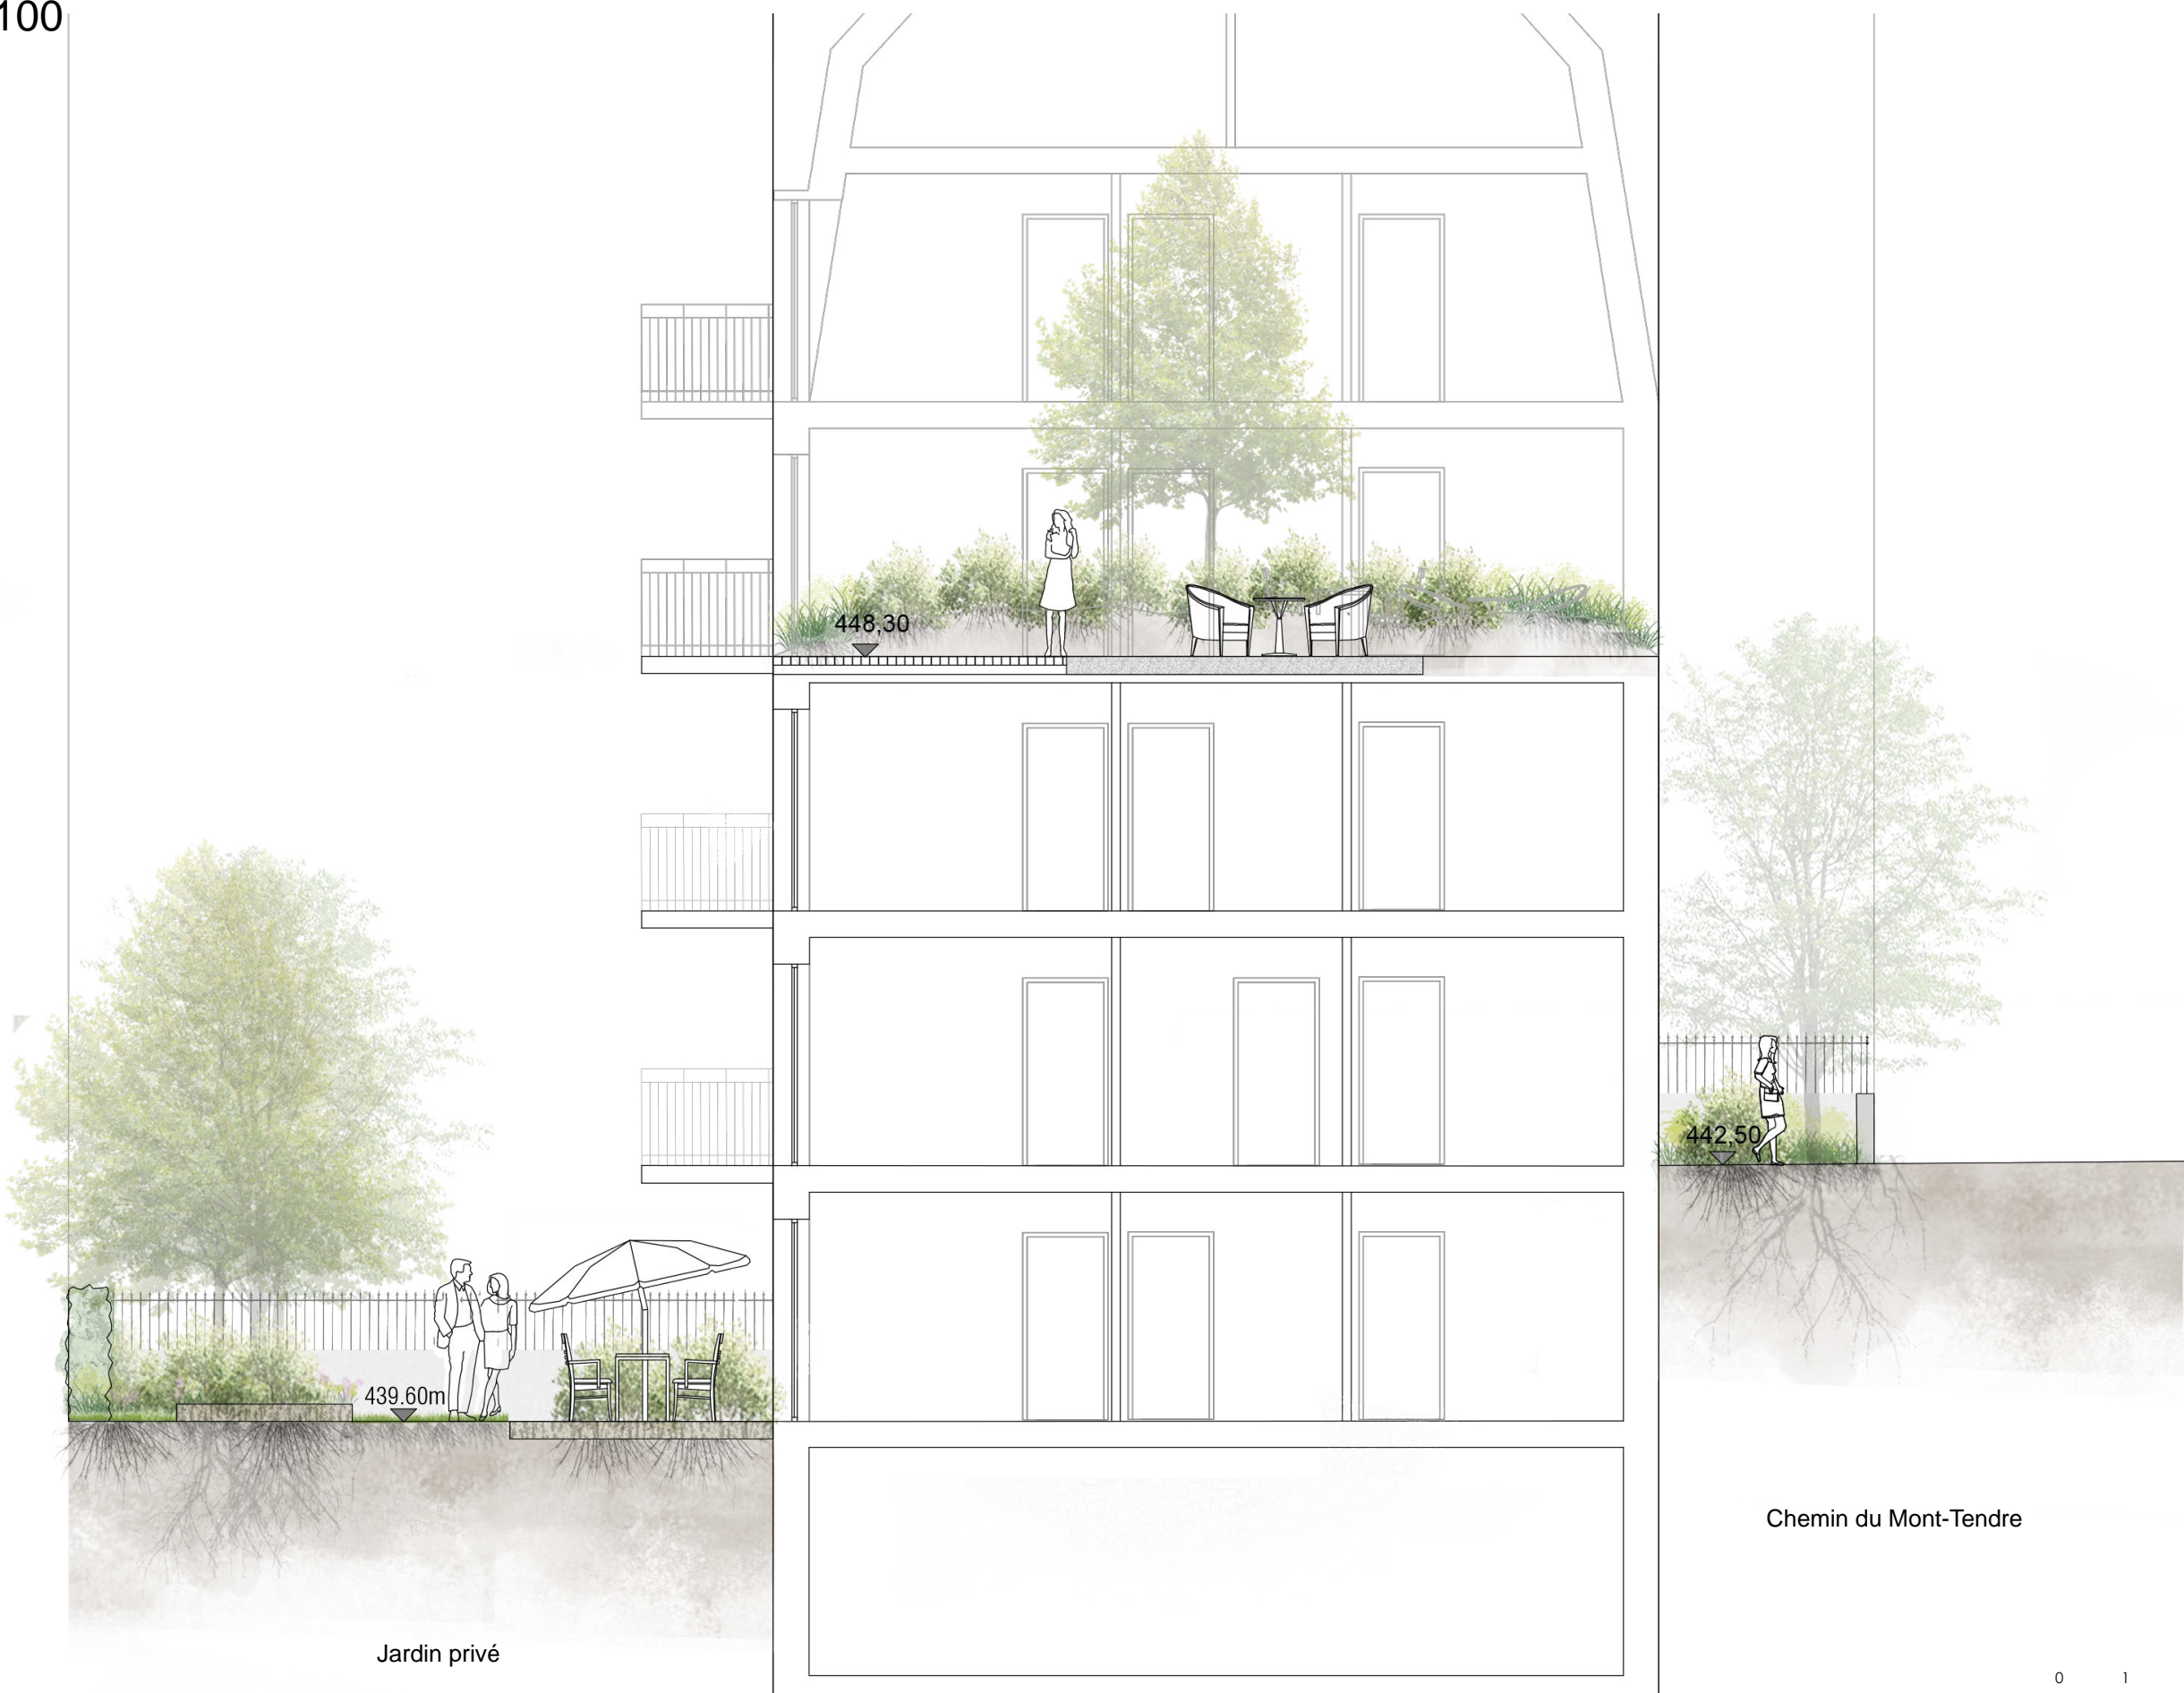 100
448,30
442,50
439.60m
Chemin du Mont-Tendre
Jardin privé
0 1